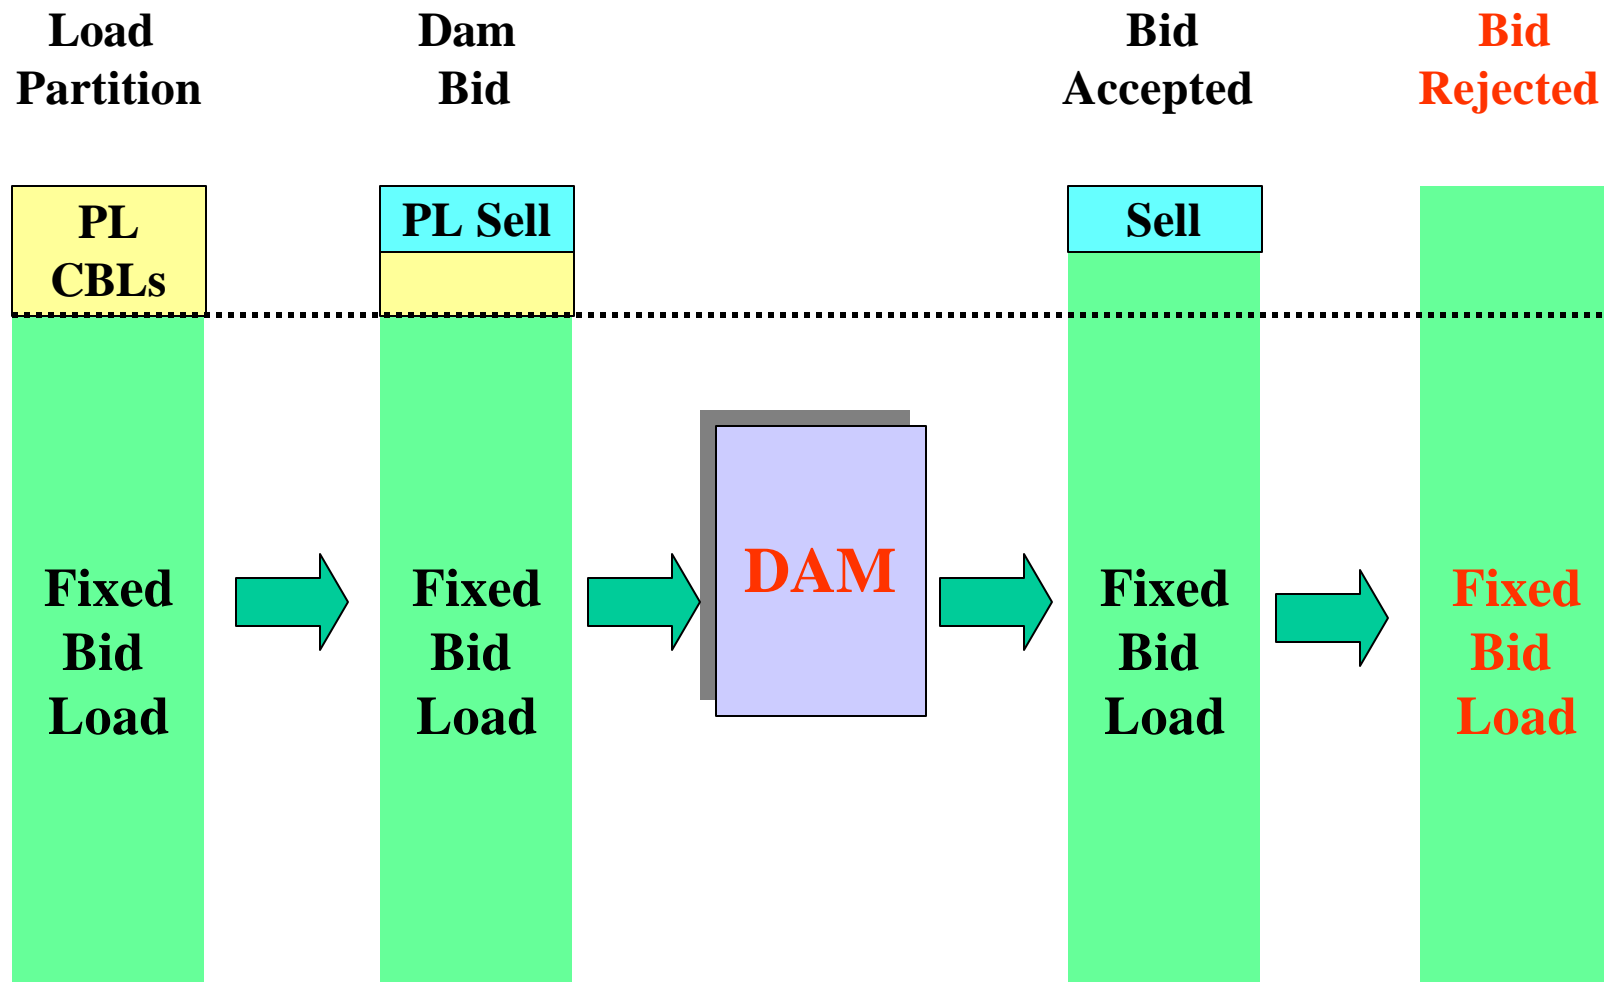 Load
Partition
Dam
Bid
Bid
Accepted
Bid
Rejected
PL
CBLs
PL Sell
Sell
Fixed
Bid
Load
Fixed
Bid
Load
DAM
Fixed
Bid
Load
Fixed
Bid
Load